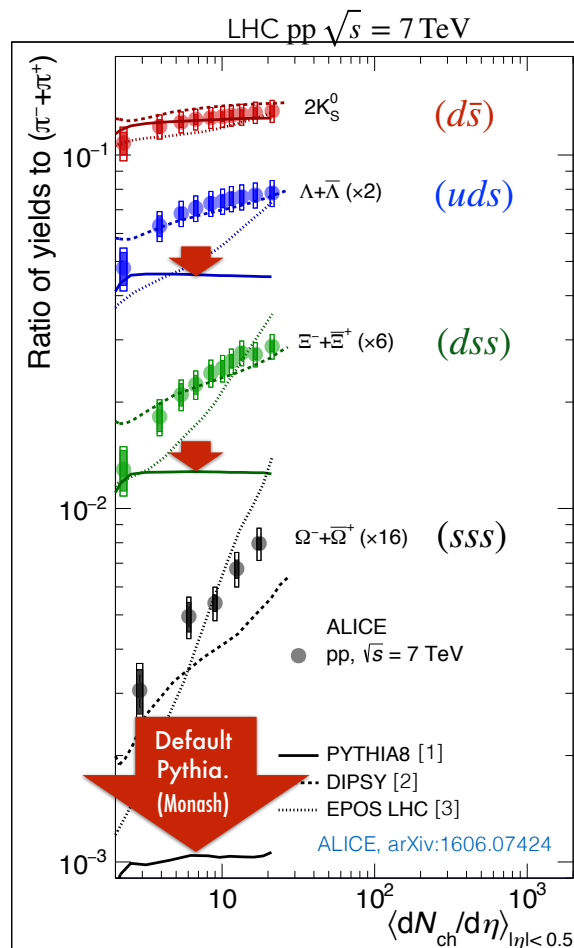 LHC pp √s = 7 TeV
Ratio of yields to (π⁻+π⁺)
10⁻¹
10⁻²
10⁻³
2K⁰_S
(ds̄)
Λ+Λ̄ (×2)
(uds)
Ξ⁻+Ξ̄⁺ (×6)
(dss)
Ω⁻+Ω̄⁺ (×16)
(sss)
ALICE
pp, √s = 7 TeV
Default
Pythia.
(Monash)
PYTHIA8 [1]
DIPSY [2]
EPOS LHC [3]
ALICE, arXiv:1606.07424
10
10²
10³
⟨dN_ch/dη⟩_|η|< 0.5